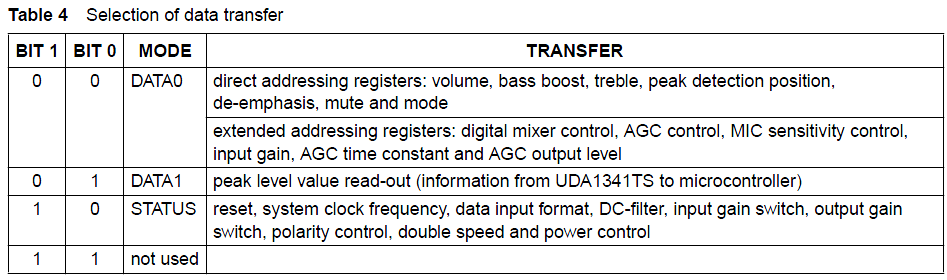 Table 4 Selection of data transfer
BIT 1 BIT 0 MODE TRANSFER
0 0 DATA0 direct addressing registers: volume, bass boost, treble, peak detection position,
de-emphasis, mute and mode
extended addressing registers: digital mixer control, AGC control, MIC sensitivity control,
input gain, AGC time constant and AGC output level
0 1 DATA1 peak level value read-out (information from UDA1341TS to microcontroller)
1 0 STATUS reset, system clock frequency, data input format, DC-filter, input gain switch, output gain
switch, polarity control, double speed and power control
1 1 not used